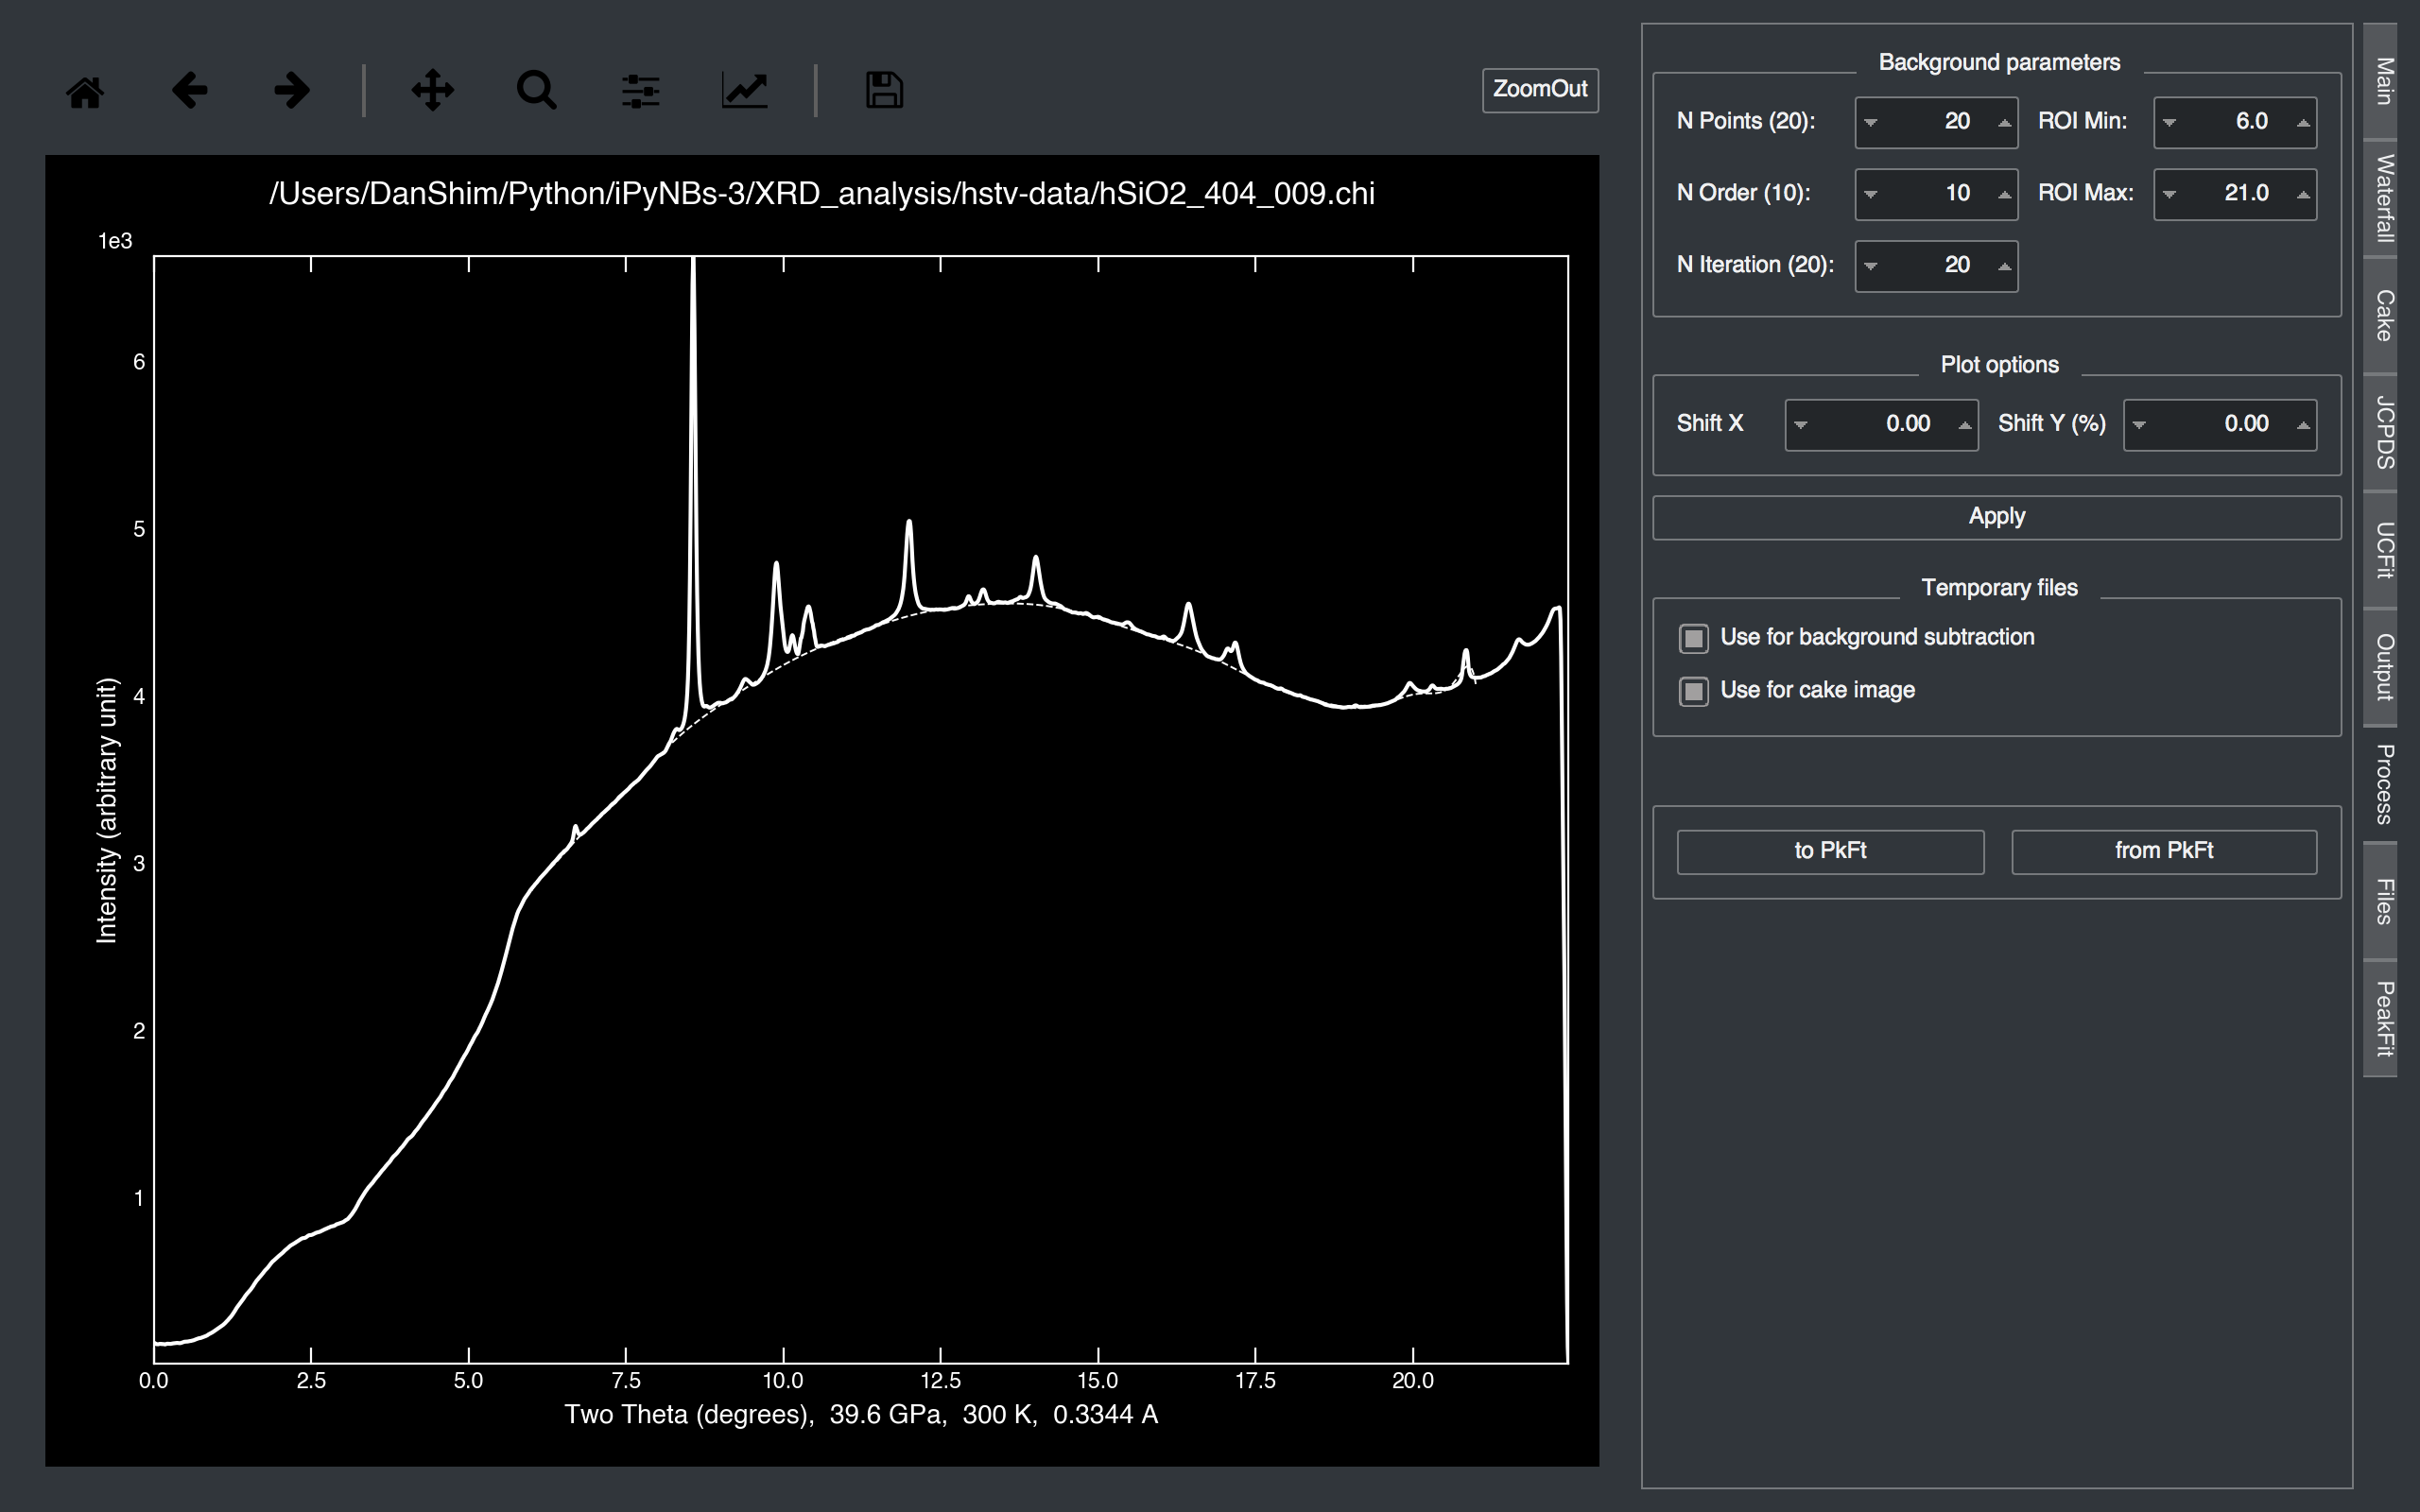 ZoomOut
/Users/DanShim/Python/iPyNBs-3/XRD_analysis/hstv-data/hSiO2_404_009.chi
1e3
6
5
4
3
2
1
Intensity (arbitrary unit)
0.0 2.5 5.0 7.5 10.0 12.5 15.0 17.5 20.0
Two Theta (degrees), 39.6 GPa, 300 K, 0.3344 A
Background parameters
N Points (20): 20 ROI Min: 6.0
N Order (10): 10 ROI Max: 21.0
N Iteration (20): 20
Plot options
Shift X 0.00 Shift Y (%) 0.00
Apply
Temporary files
Use for background subtraction
Use for cake image
to PkFt from PkFt
Main
Waterfall
Cake
JCPDS
UCFit
Output
Process
Files
PeakFit